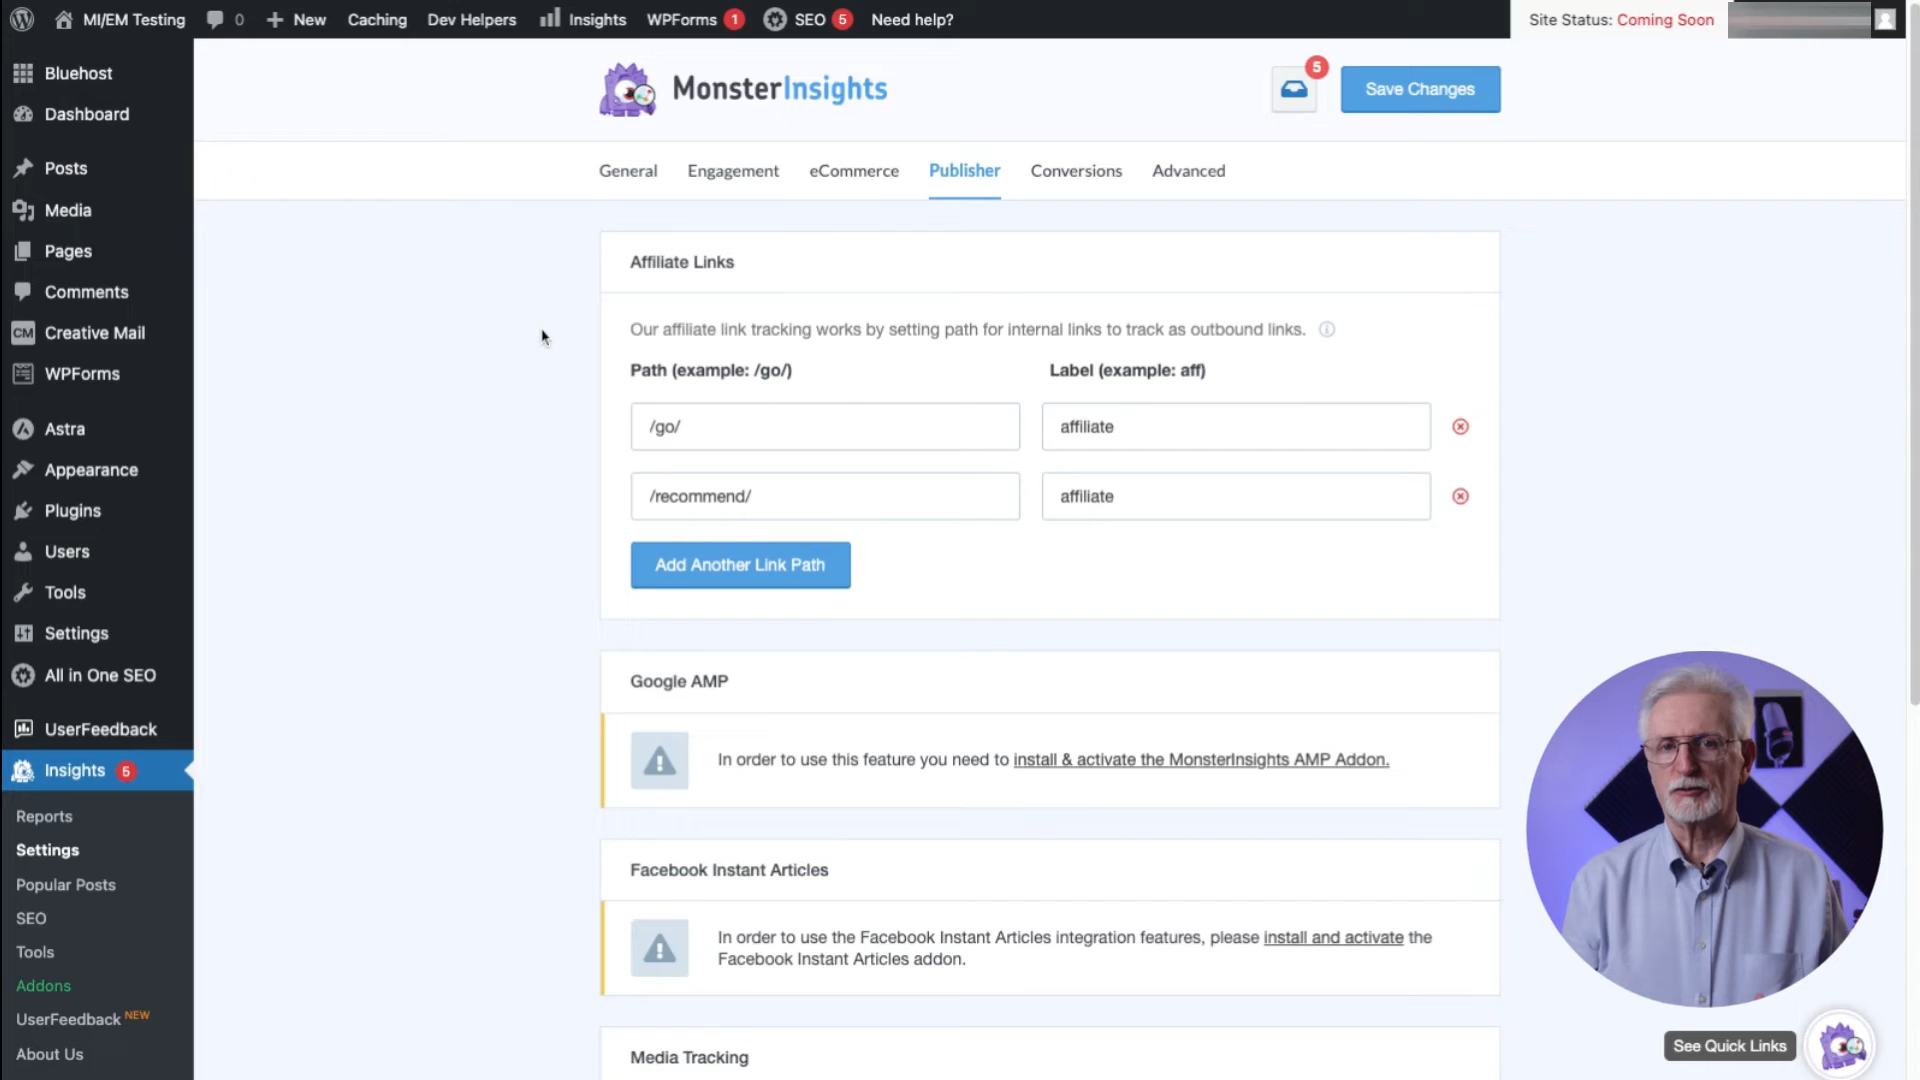 MI/EM Testing
0
New
Caching
Dev Helpers
Insights
WPForms 1
SEO 5
Need help?
Site Status: Coming Soon
Bluehost
Dashboard
Posts
Media
Pages
Comments
CM Creative Mail
WPForms
Astra
Appearance
Plugins
Users
Tools
Settings
All in One SEO
UserFeedback
Insights 5
Reports
Settings
Popular Posts
SEO
Tools
Addons
UserFeedback NEW
About Us
MonsterInsights
5
Save Changes
General
Engagement
eCommerce
Publisher
Conversions
Advanced
Affiliate Links
Our affiliate link tracking works by setting path for internal links to track as outbound links.
Path (example: /go/)
Label (example: aff)
/go/
affiliate
/recommend/
affiliate
Add Another Link Path
Google AMP
In order to use this feature you need to install & activate the MonsterInsights AMP Addon.
Facebook Instant Articles
In order to use the Facebook Instant Articles integration features, please install and activate the
Facebook Instant Articles addon.
Media Tracking
See Quick Links